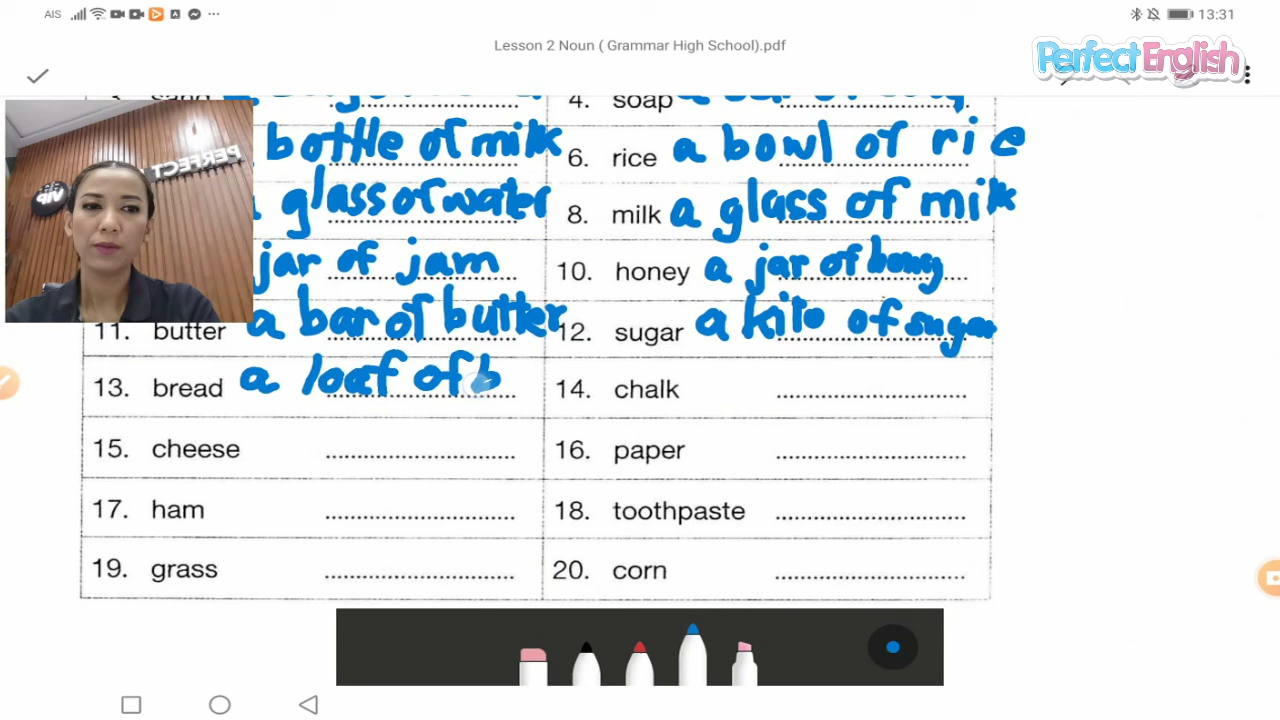 AIS 13:31
Lesson 2 Noun ( Grammar High School).pdf
Perfect English
PERFECT
4. soap
bottle of milk 6. rice a bowl of rice
glass of water 8. milk a glass of milk
jar of jam 10. honey a jar of honey
11. butter a bar of butter 12. sugar a kilo of sugar
13. bread a loaf of b 14. chalk
15. cheese 16. paper
17. ham 18. toothpaste
19. grass 20. corn